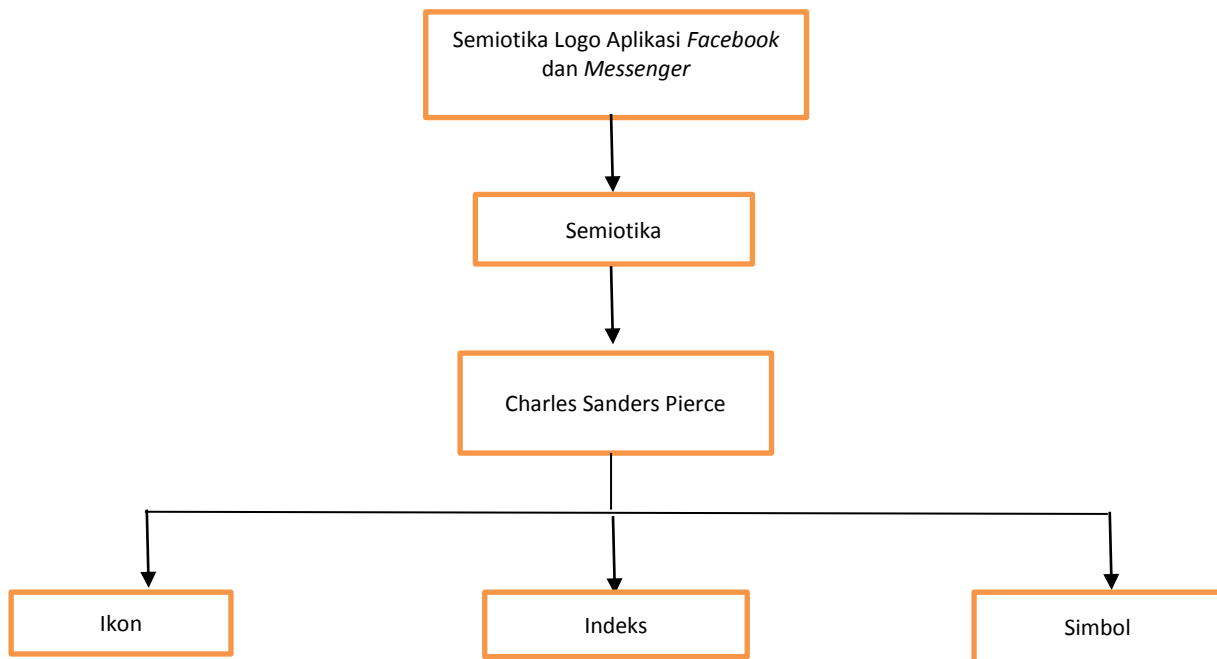 Semiotika Logo Aplikasi Facebook
dan Messenger
Semiotika
Charles Sanders Pierce
Ikon
Indeks
Simbol